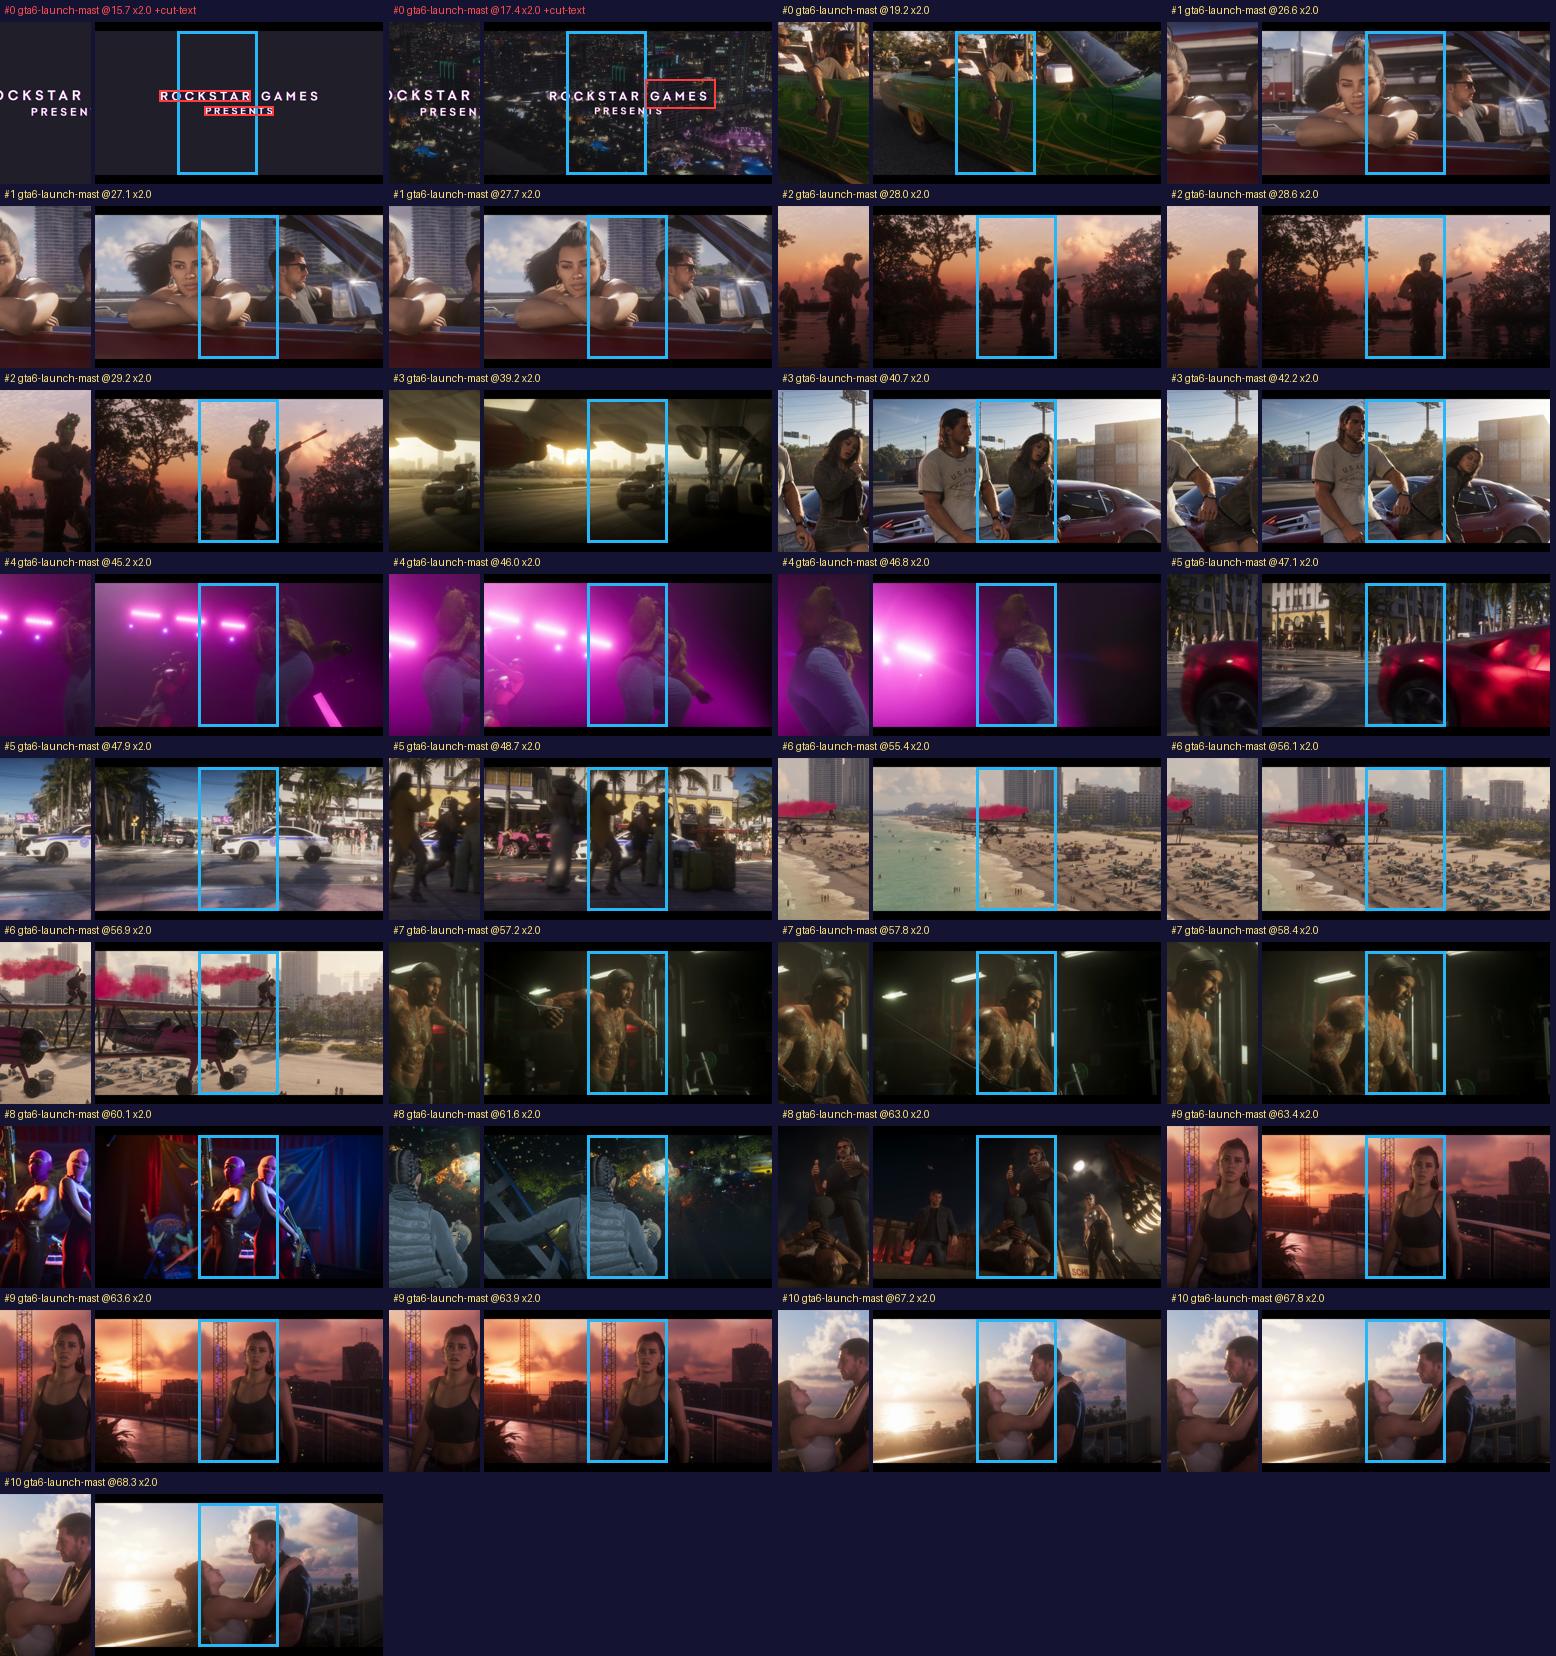 #0 gta6-launch-mast @15.7 x2.0 +cut-text
#0 gta6-launch-mast @17.4 x2.0 +cut-text
#0 gta6-launch-mast @19.2 x2.0
#1 gta6-launch-mast @26.6 x2.0
OCKSTAR
PRESEN
ROCKSTAR GAMES
PRESENTS
OCKSTAR
PRESEN
ROCKSTAR GAMES
PRESENTS
#1 gta6-launch-mast @27.1 x2.0
#1 gta6-launch-mast @27.7 x2.0
#2 gta6-launch-mast @28.0 x2.0
#2 gta6-launch-mast @28.6 x2.0
#2 gta6-launch-mast @29.2 x2.0
#3 gta6-launch-mast @39.2 x2.0
#3 gta6-launch-mast @40.7 x2.0
#3 gta6-launch-mast @42.2 x2.0
#4 gta6-launch-mast @45.2 x2.0
#4 gta6-launch-mast @46.0 x2.0
#4 gta6-launch-mast @46.8 x2.0
#5 gta6-launch-mast @47.1 x2.0
#5 gta6-launch-mast @47.9 x2.0
#5 gta6-launch-mast @48.7 x2.0
#6 gta6-launch-mast @55.4 x2.0
#6 gta6-launch-mast @56.1 x2.0
#6 gta6-launch-mast @56.9 x2.0
#7 gta6-launch-mast @57.2 x2.0
#7 gta6-launch-mast @57.8 x2.0
#7 gta6-launch-mast @58.4 x2.0
#8 gta6-launch-mast @60.1 x2.0
#8 gta6-launch-mast @61.6 x2.0
#8 gta6-launch-mast @63.0 x2.0
#9 gta6-launch-mast @63.4 x2.0
#9 gta6-launch-mast @63.6 x2.0
#9 gta6-launch-mast @63.9 x2.0
#10 gta6-launch-mast @67.2 x2.0
#10 gta6-launch-mast @67.8 x2.0
#10 gta6-launch-mast @68.3 x2.0